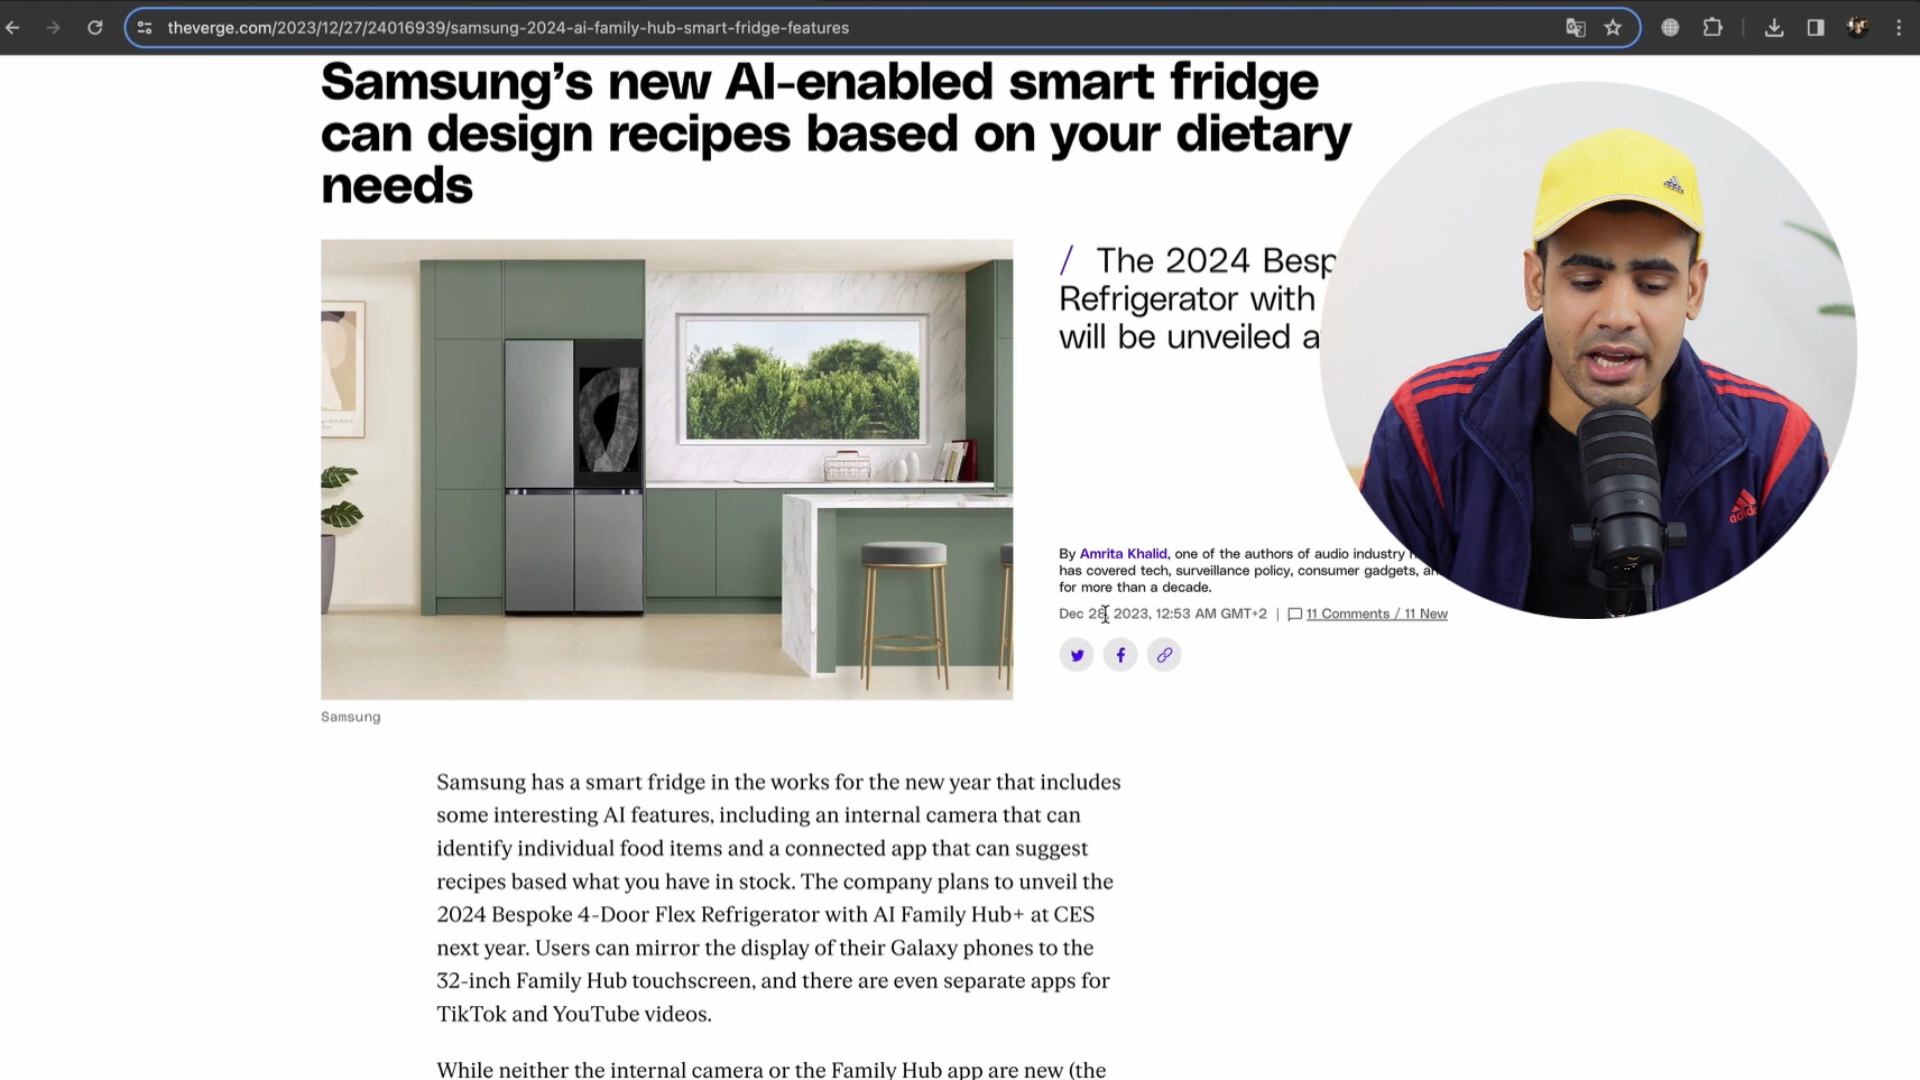 theverge.com/2023/12/27/24016939/samsung-2024-ai-family-hub-smart-fridge-features
Samsung’s new AI-enabled smart fridge
can design recipes based on your dietary
needs
/ The 2024 Besp
Refrigerator with
will be unveiled a
By Amrita Khalid, one of the authors of audio industry
has covered tech, surveillance policy, consumer gadgets,
for more than a decade.
Dec 28, 2023, 12:53 AM GMT+2 | 11 Comments / 11 New
Samsung
adidas
Samsung has a smart fridge in the works for the new year that includes
some interesting AI features, including an internal camera that can
identify individual food items and a connected app that can suggest
recipes based what you have in stock. The company plans to unveil the
2024 Bespoke 4-Door Flex Refrigerator with AI Family Hub+ at CES
next year. Users can mirror the display of their Galaxy phones to the
32-inch Family Hub touchscreen, and there are even separate apps for
TikTok and YouTube videos.
While neither the internal camera or the Family Hub app are new (the